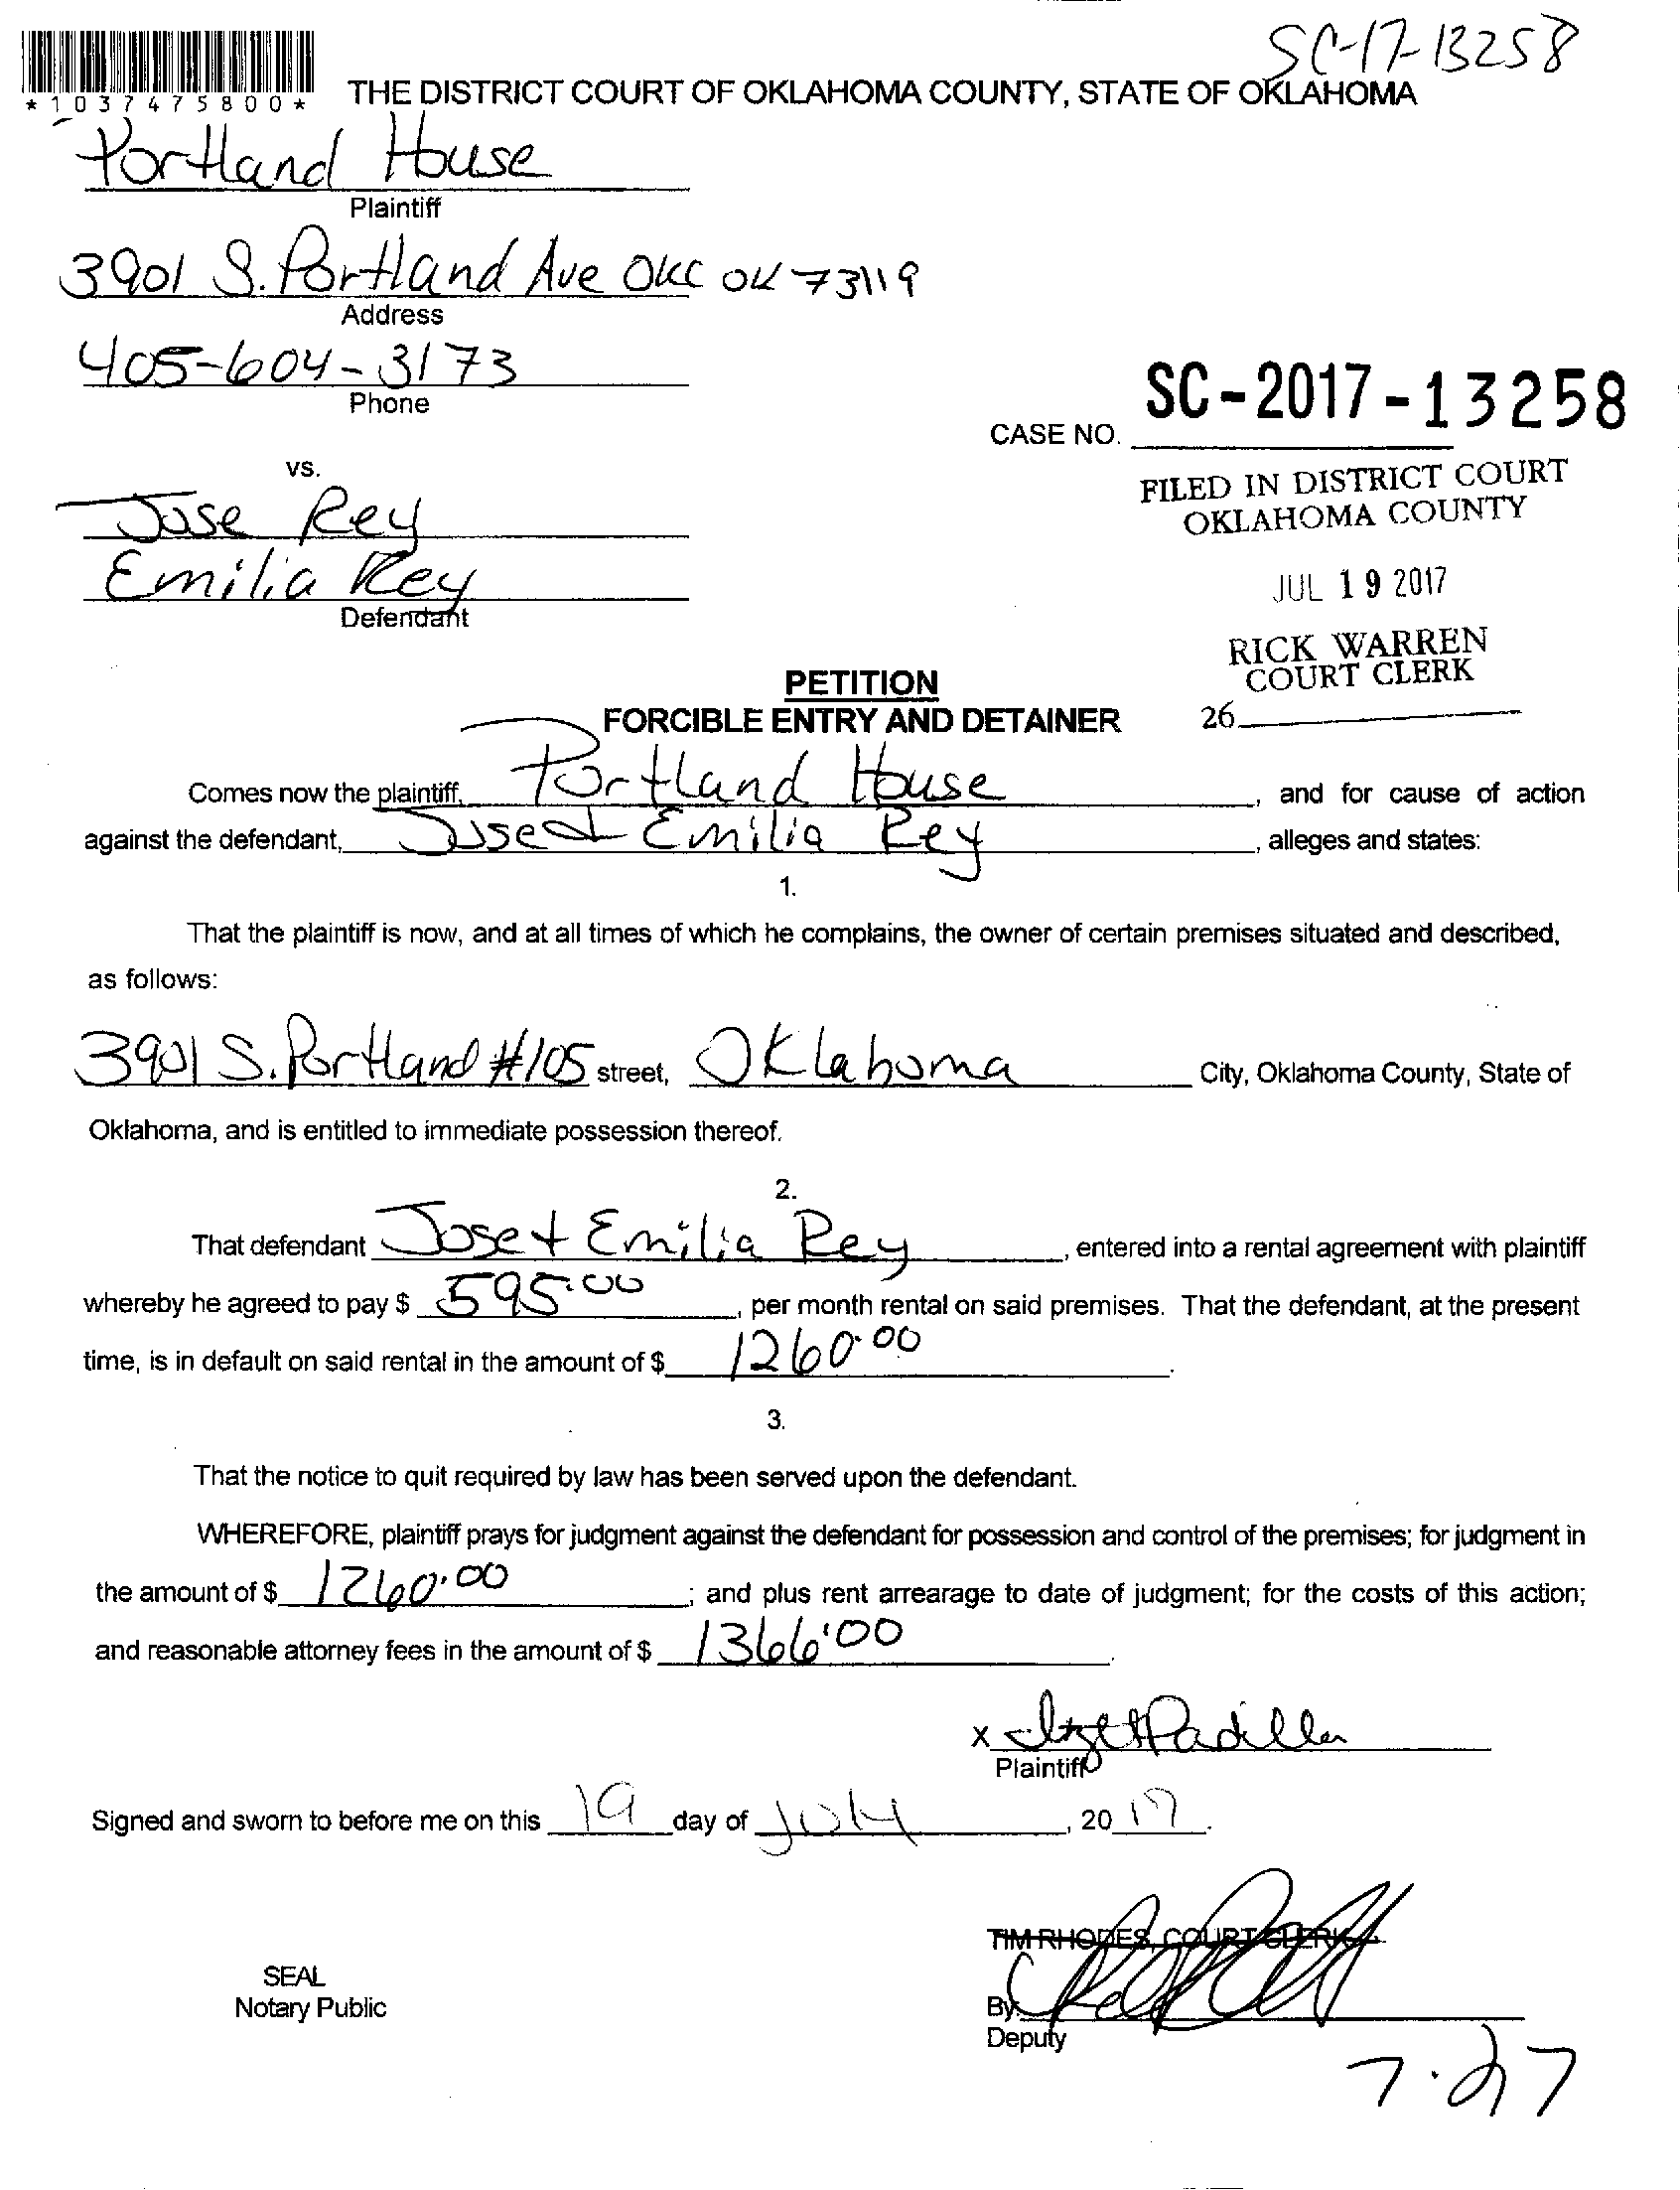 SC-17-13258
*1037475800*
THE DISTRICT COURT OF OKLAHOMA COUNTY, STATE OF OKLAHOMA
Portland House
Plaintiff
3901 S. Portland Ave OKC OK 73119
Address
405-604-3173
Phone
CASE NO. SC-2017-13258
vs.
FILED IN DISTRICT COURT
OKLAHOMA COUNTY
Jose Rey
Emilia Rey
Defendant
JUL 19 2017
RICK WARREN
COURT CLERK
26
PETITION
FORCIBLE ENTRY AND DETAINER
Comes now the plaintiff, Portland House, and for cause of action
against the defendant, Jose + Emilia Rey, alleges and states:
1.
That the plaintiff is now, and at all times of which he complains, the owner of certain premises situated and described,
as follows:
3901 S. Portland #105 street, Oklahoma City, Oklahoma County, State of
Oklahoma, and is entitled to immediate possession thereof.
2.
That defendant Jose + Emilia Rey, entered into a rental agreement with plaintiff
whereby he agreed to pay $ 595.00, per month rental on said premises. That the defendant, at the present
time, is in default on said rental in the amount of $ 1260.00.
3.
That the notice to quit required by law has been served upon the defendant.
WHEREFORE, plaintiff prays for judgment against the defendant for possession and control of the premises; for judgment in
the amount of $ 1260.00; and plus rent arrearage to date of judgment; for the costs of this action;
and reasonable attorney fees in the amount of $ 1366.00.
x Padilla
Plaintiff
Signed and sworn to before me on this 19 day of July, 2017.
TIM RHODES, COURT CLERK
SEAL
Notary Public
By:
Deputy
7.27